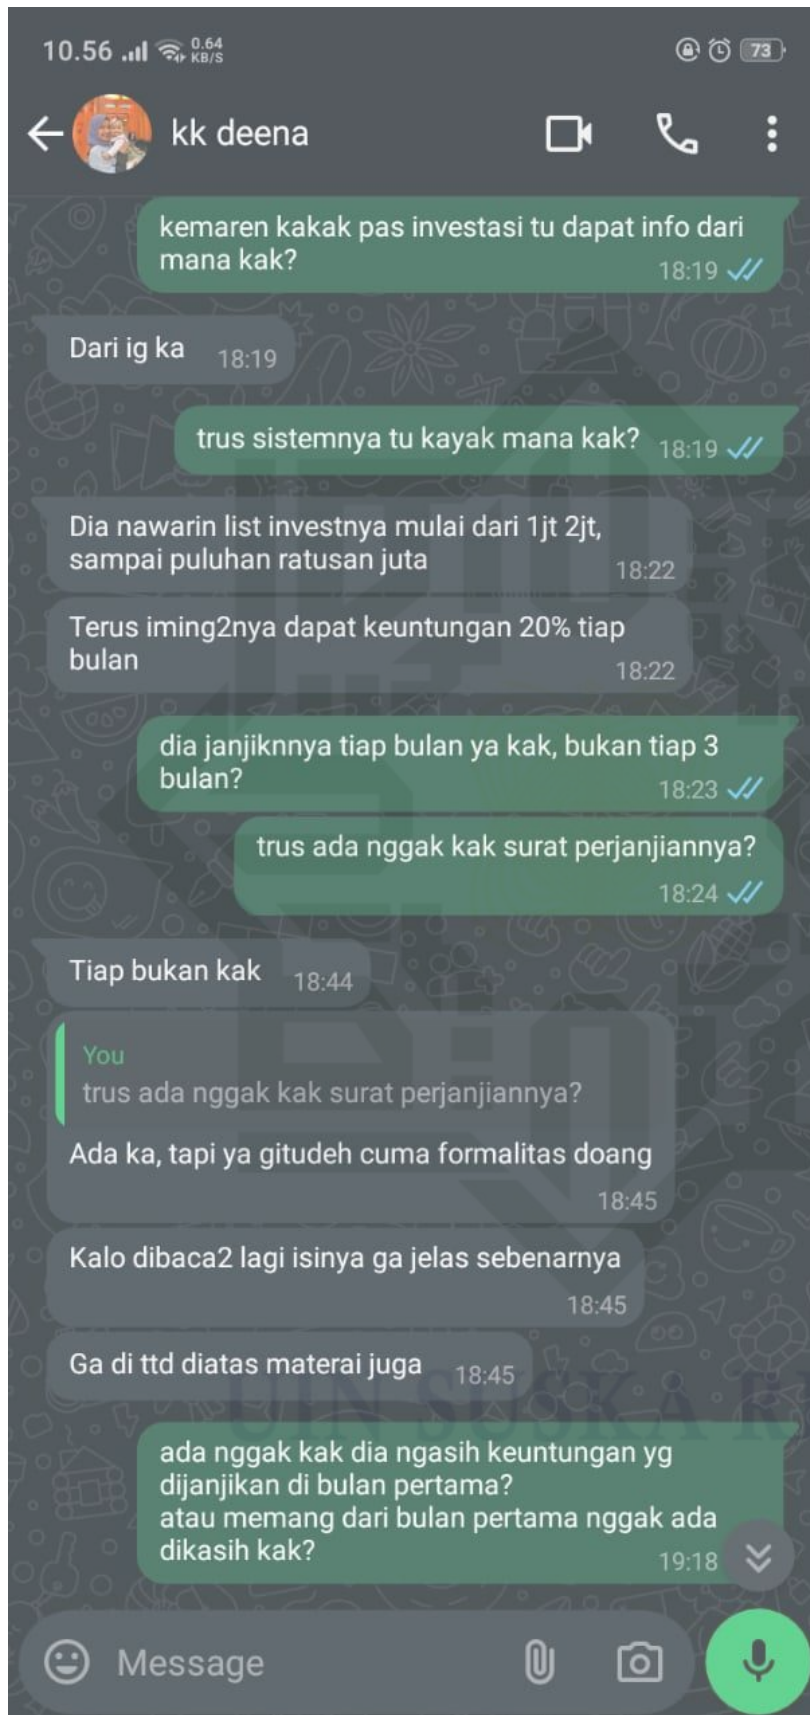 10.56 0.64 KB/S 73
kk deena
kemaren kakak pas investasi tu dapat info dari
mana kak?
18:19
Dari ig ka 18:19
trus sistemnya tu kayak mana kak? 18:19
Dia nawarin list investnya mulai dari 1jt 2jt,
sampai puluhan ratusan juta
18:22
Terus iming2nya dapat keuntungan 20% tiap
bulan
18:22
dia janjiknnya tiap bulan ya kak, bukan tiap 3
bulan?
18:23
trus ada nggak kak surat perjanjiannya?
18:24
Tiap bukan kak 18:44
You
trus ada nggak kak surat perjanjiannya?
Ada ka, tapi ya gitudeh cuma formalitas doang
18:45
Kalo dibaca2 lagi isinya ga jelas sebenarnya
18:45
Ga di ttd diatas materai juga 18:45
UIN SUSKA R
ada nggak kak dia ngasih keuntungan yg
dijanjikan di bulan pertama?
atau memang dari bulan pertama nggak ada
dikasih kak?
19:18
Message